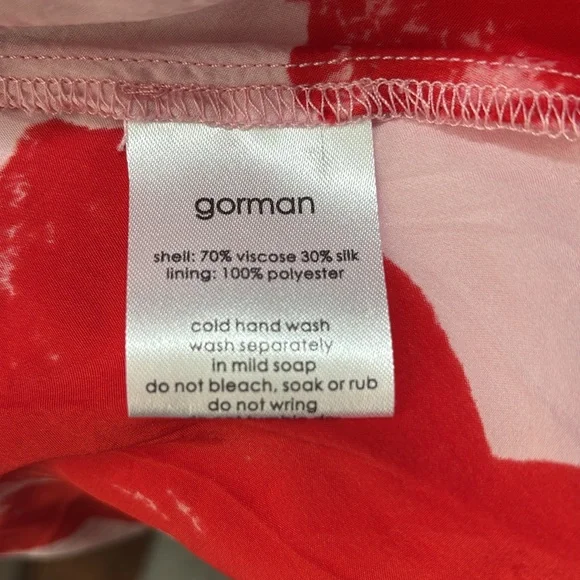 gorman
shell: 70% viscose 30% silk
lining: 100% polyester
cold hand wash
wash separately
in mild soap
do not bleach, soak or rub
do not wring